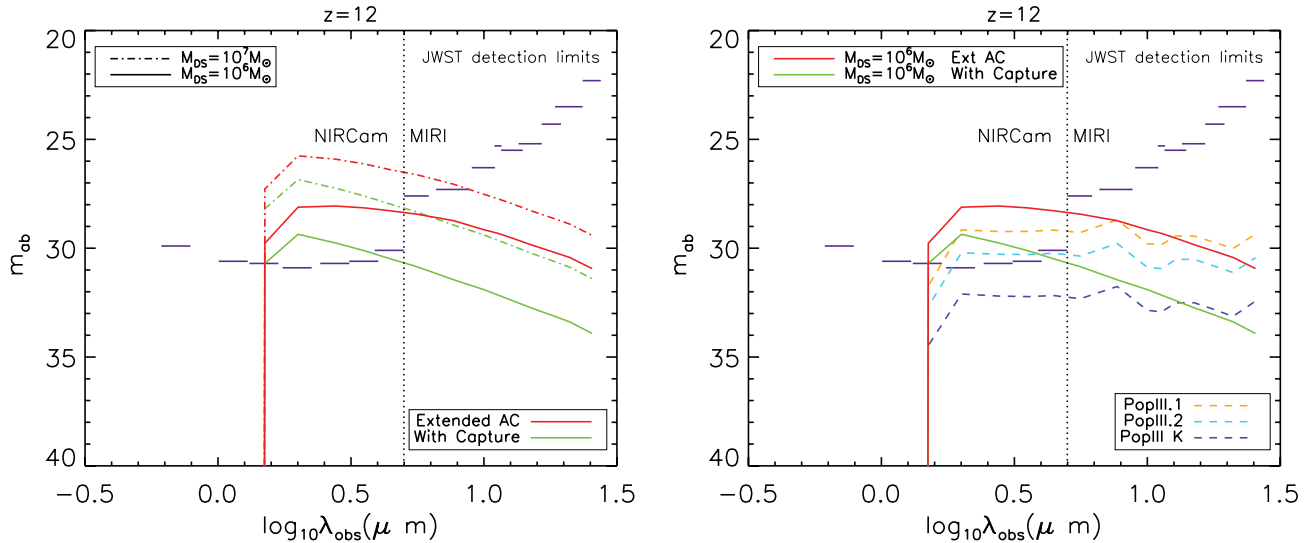 z=12
20
25
30
35
40
m_ab
M_DS=10^7M_⊙
M_DS=10^6M_⊙
JWST detection limits
NIRCam
MIRI
Extended AC
With Capture
-0.5
0.0
0.5
1.0
1.5
log_10λ_obs(μ m)
z=12
20
25
30
35
40
m_ab
M_DS=10^6M_⊙ Ext AC
M_DS=10^6M_⊙ With Capture
JWST detection limits
NIRCam
MIRI
PopIII.1
PopIII.2
PopIII K
-0.5
0.0
0.5
1.0
1.5
log_10λ_obs(μ m)